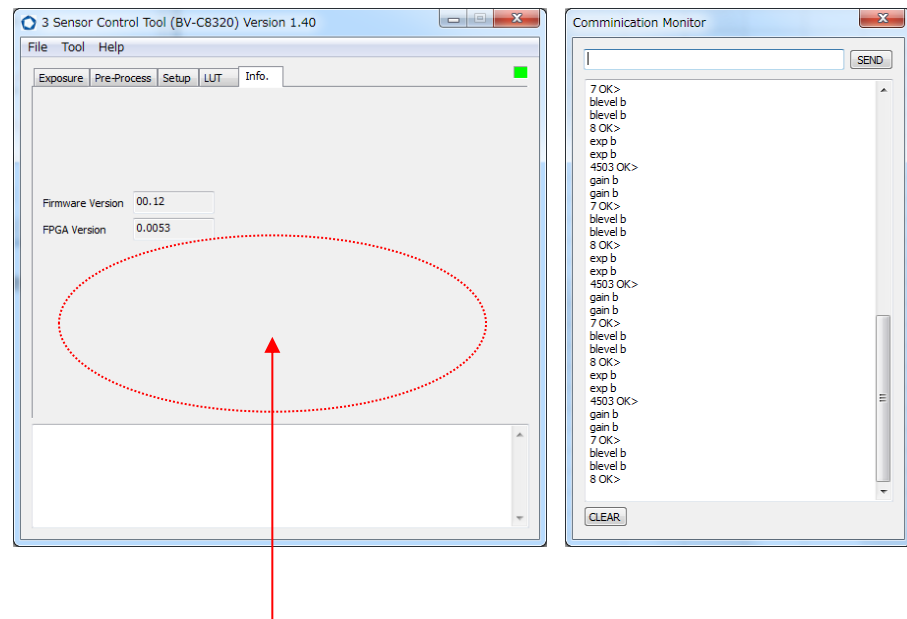 3 Sensor Control Tool (BV-C8320) Version 1.40
File Tool Help
Exposure Pre-Process Setup LUT Info.
Firmware Version 00.12
FPGA Version 0.0053
Comminication Monitor
SEND
7 OK>
blevel b
blevel b
8 OK>
exp b
exp b
4503 OK>
gain b
gain b
7 OK>
blevel b
blevel b
8 OK>
exp b
exp b
4503 OK>
gain b
gain b
7 OK>
blevel b
blevel b
8 OK>
exp b
exp b
4503 OK>
gain b
gain b
7 OK>
blevel b
blevel b
8 OK>
CLEAR